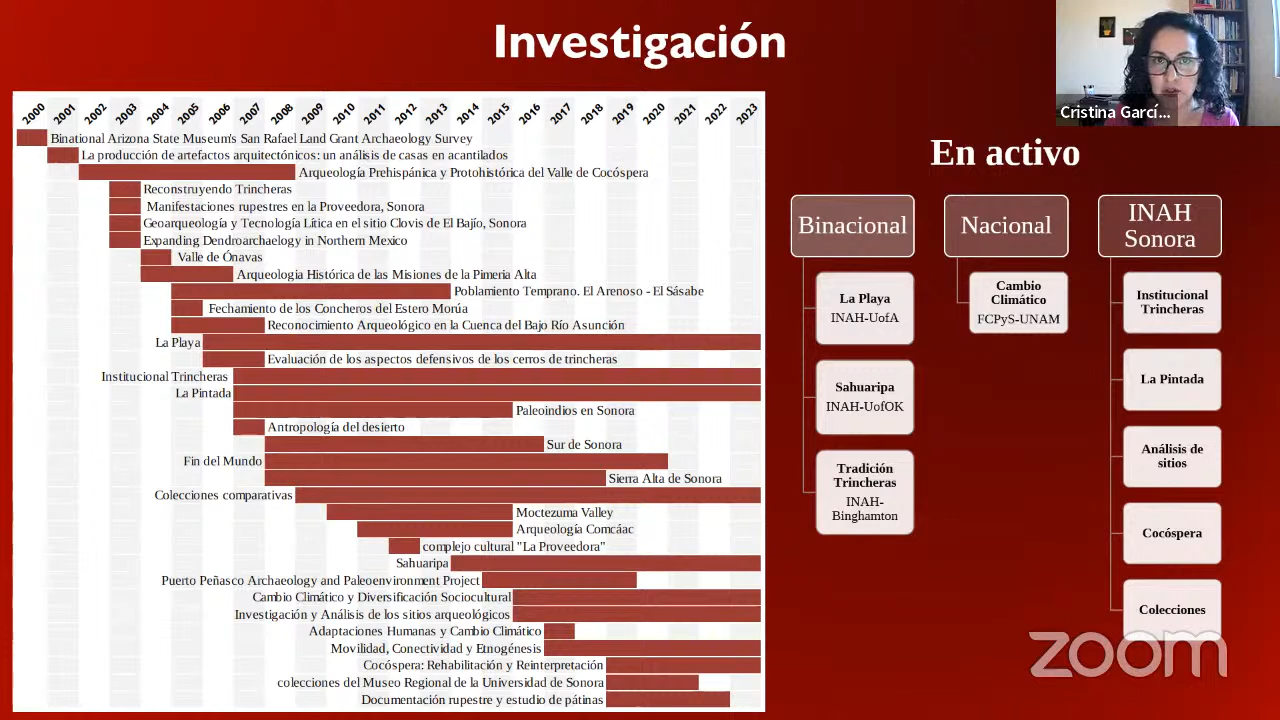 Investigación
Cristina Garcí...
2000 2001 2002 2003 2004 2005 2006 2007 2008 2009 2010 2011 2012 2013 2014 2015 2016 2017 2018 2019 2020 2021 2022 2023
Binational Arizona State Museum's San Rafael Land Grant Archaeology Survey
La producción de artefactos arquitectónicos: un análisis de casas en acantilados
Arqueología Prehispánica y Protohistórica del Valle de Cocóspera
Reconstruyendo Trincheras
Manifestaciones rupestres en la Proveedora, Sonora
Geoarqueología y Tecnología Lítica en el sitio Clovis de El Bajío, Sonora
Expanding Dendroarchaelogy in Northern Mexico
Valle de Ónavas
Arqueología Histórica de las Misiones de la Pimería Alta
Poblamiento Temprano. El Arenoso - El Sásabe
Fechamiento de los Concheros del Estero Morúa
Reconocimiento Arqueológico en la Cuenca del Bajo Río Asunción
La Playa
Evaluación de los aspectos defensivos de los cerros de trincheras
Institucional Trincheras
La Pintada
Paleoindios en Sonora
Antropología del desierto
Sur de Sonora
Fin del Mundo
Sierra Alta de Sonora
Colecciones comparativas
Moctezuma Valley
Arqueología Comcáac
complejo cultural "La Proveedora"
Sahuaripa
Puerto Peñasco Archaeology and Paleoenvironment Project
Cambio Climático y Diversificación Sociocultural
Investigación y Análisis de los sitios arqueológicos
Adaptaciones Humanas y Cambio Climático
Movilidad, Conectividad y Etnogénesis
Cocóspera: Rehabilitación y Reinterpretación
colecciones del Museo Regional de la Universidad de Sonora
Documentación rupestre y estudio de pátinas
En activo
Binacional
La Playa
INAH-UofA
Sahuaripa
INAH-UofOK
Tradición
Trincheras
INAH-
Binghamton
Nacional
Cambio
Climático
FCPyS-UNAM
INAH
Sonora
Institucional
Trincheras
La Pintada
Análisis de
sitios
Cocóspera
Colecciones
zoom